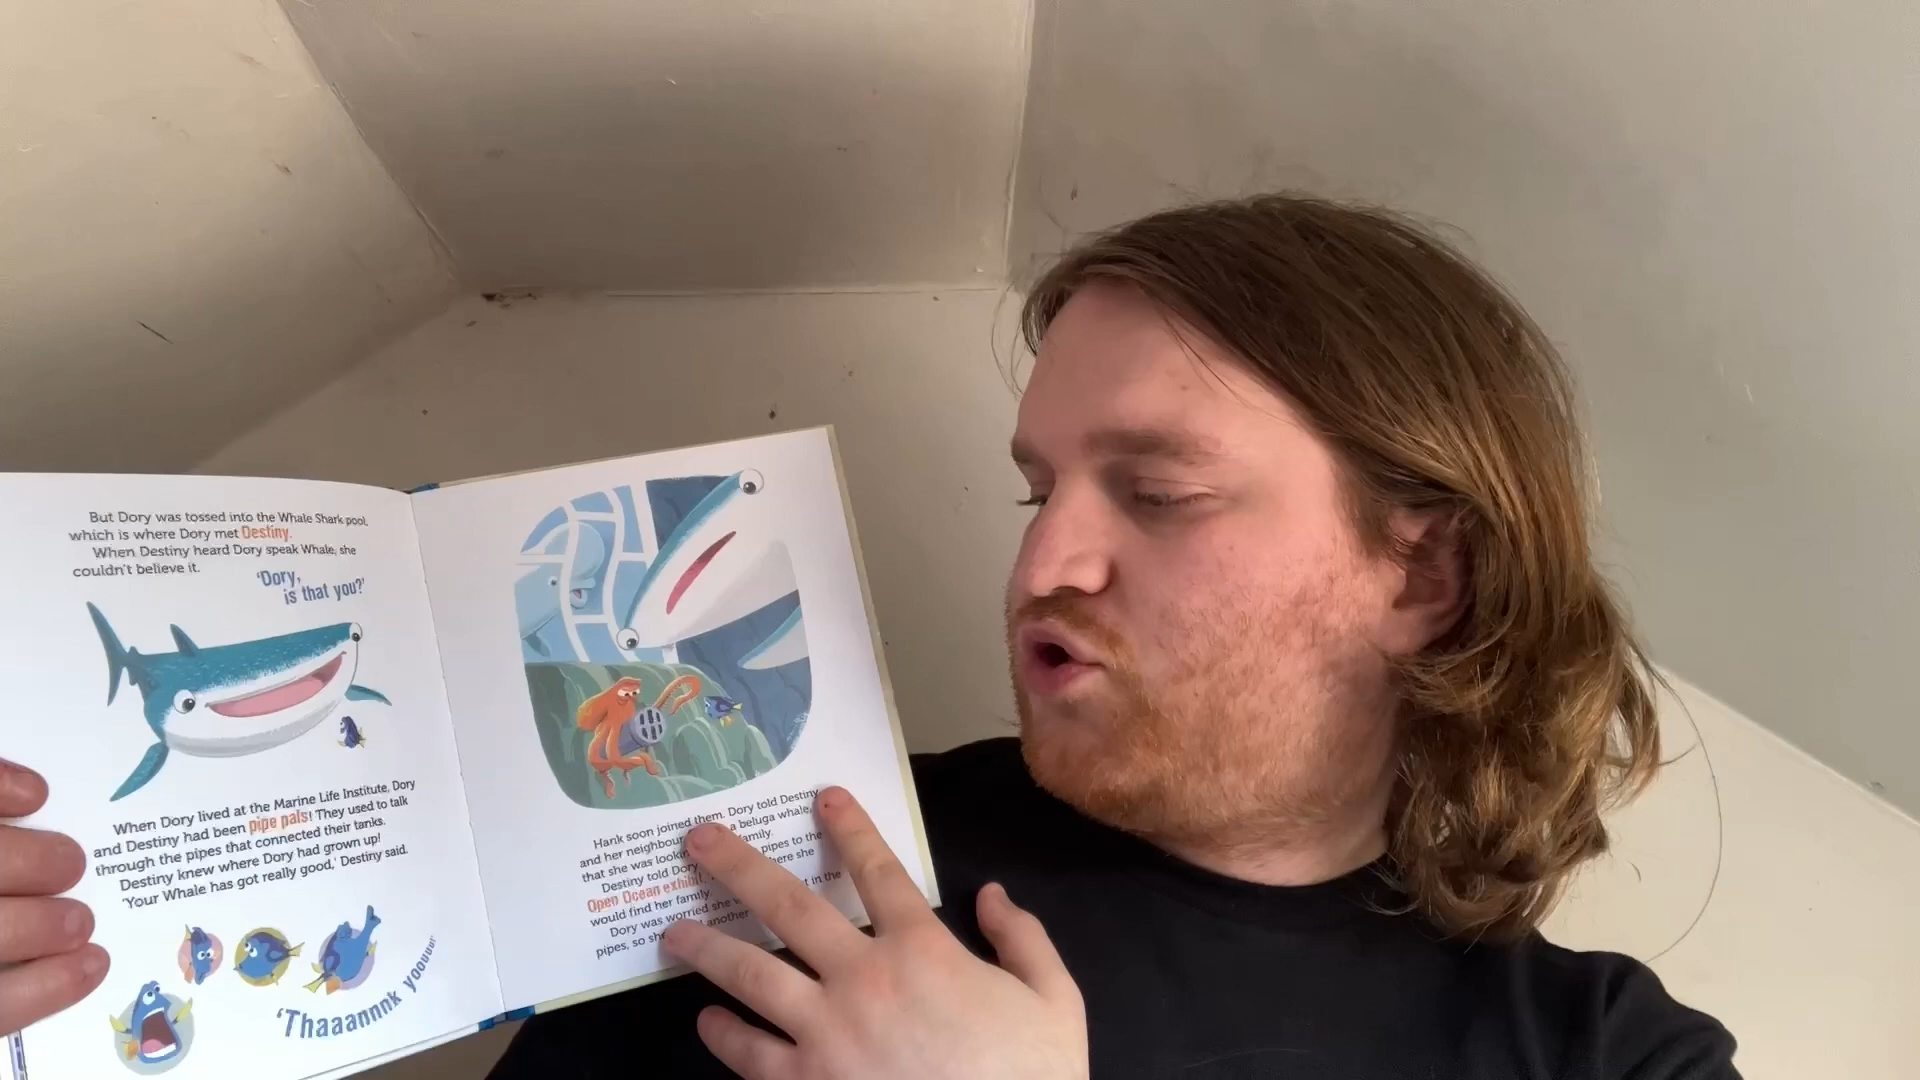 But Dory was tossed into the Whale Shark pool,
which is where Dory met Destiny.
When Destiny heard Dory speak Whale, she
couldn't believe it.
'Dory,
is that you?'
When Dory lived at the Marine Life Institute, Dory
and Destiny had been pipe pals! They used to talk
through the pipes that connected their tanks.
Destiny knew where Dory had grown up!
'Your Whale has got really good,' Destiny said.
'Thaaannnk yoouuu!'
Hank soon joined them. Dory told Destiny
and her neighbour a beluga whale,
that she was family.
Destiny told Dory pipes to the
Open Ocean exhibit she
would find her family
Dory was worried she in the
pipes, so she another